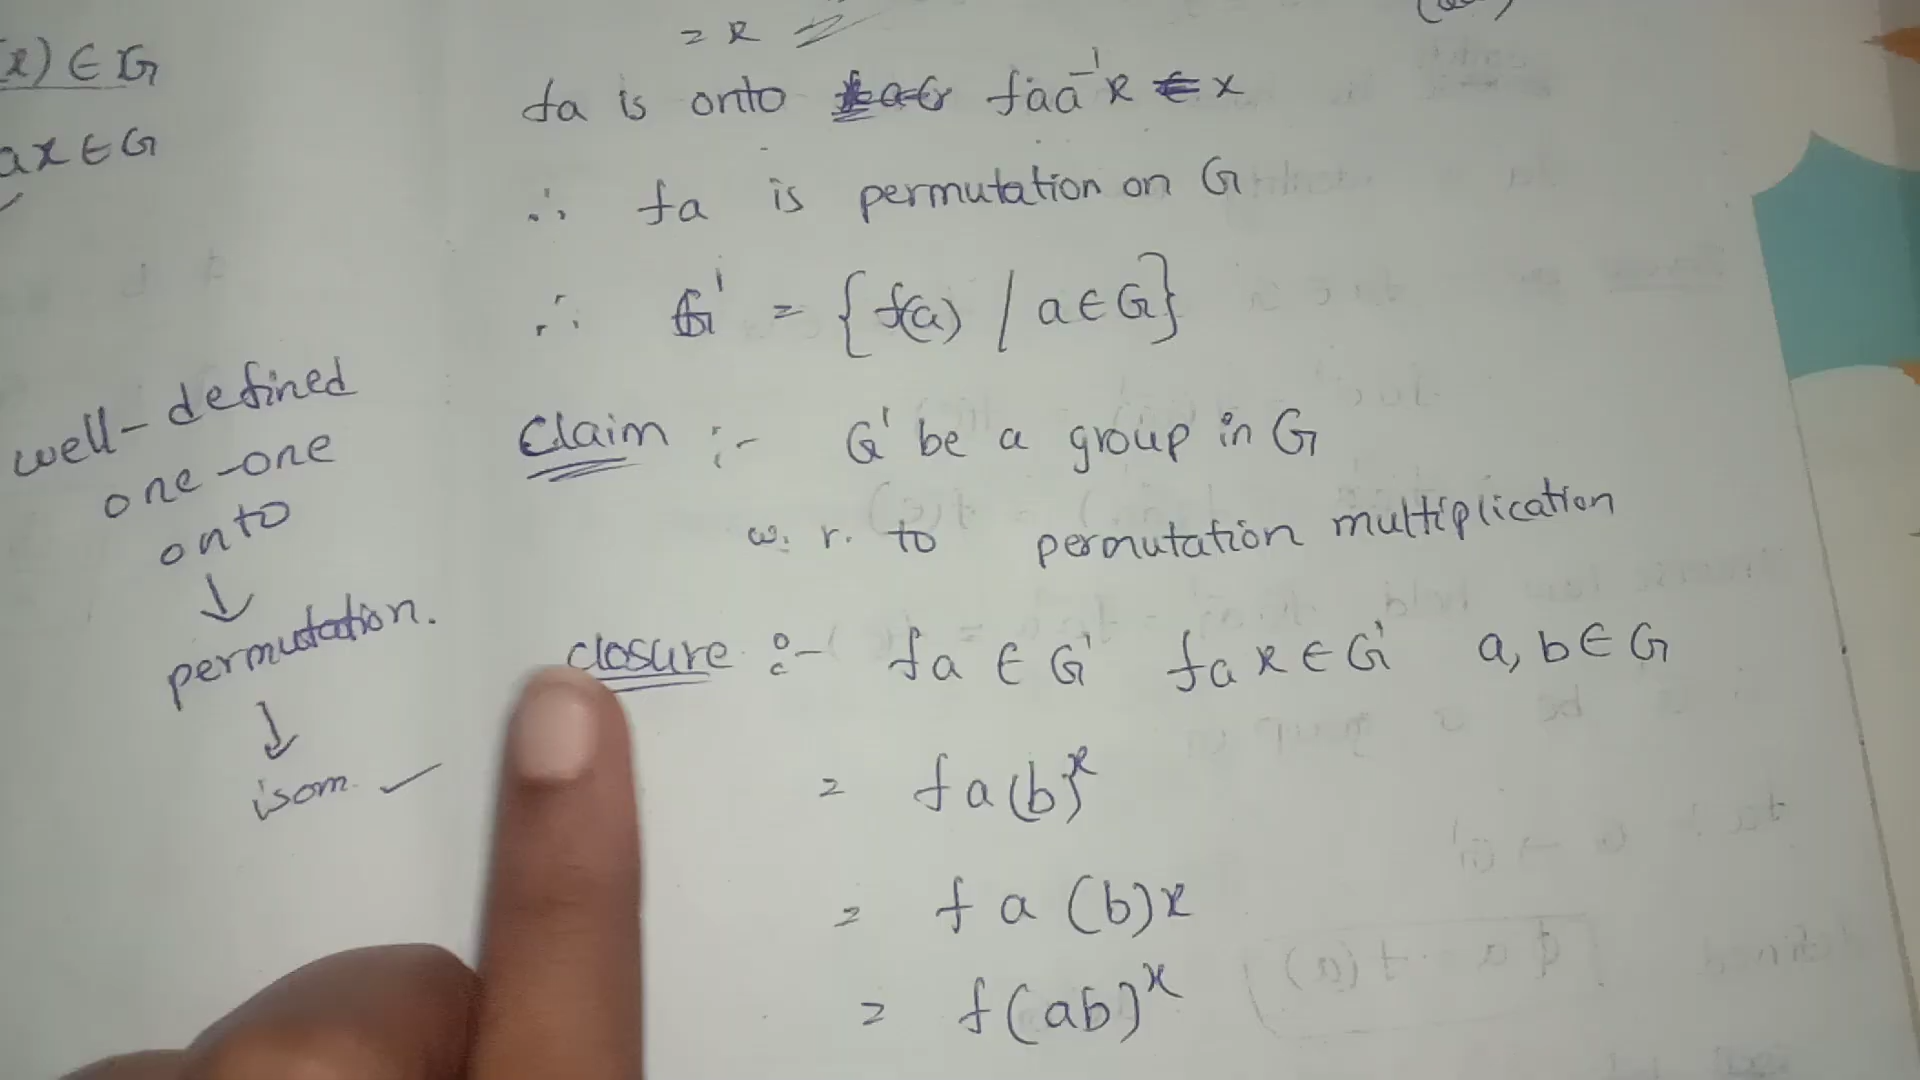 x) ∈ G
ax ∈ G
well-defined
one-one
onto
↓
permutation.
↓
isom. ✓
= x
fa is onto faa⁻¹x = x
∴ fa is permutation on G
∴ G' = {f(a) / a ∈ G}
Claim :- G' be a group in G
w. r. to permutation multiplication
closure :- fa ∈ G' fa x ∈ G' a, b ∈ G
= fa(b)x
= f a (b)x
= f(ab)x